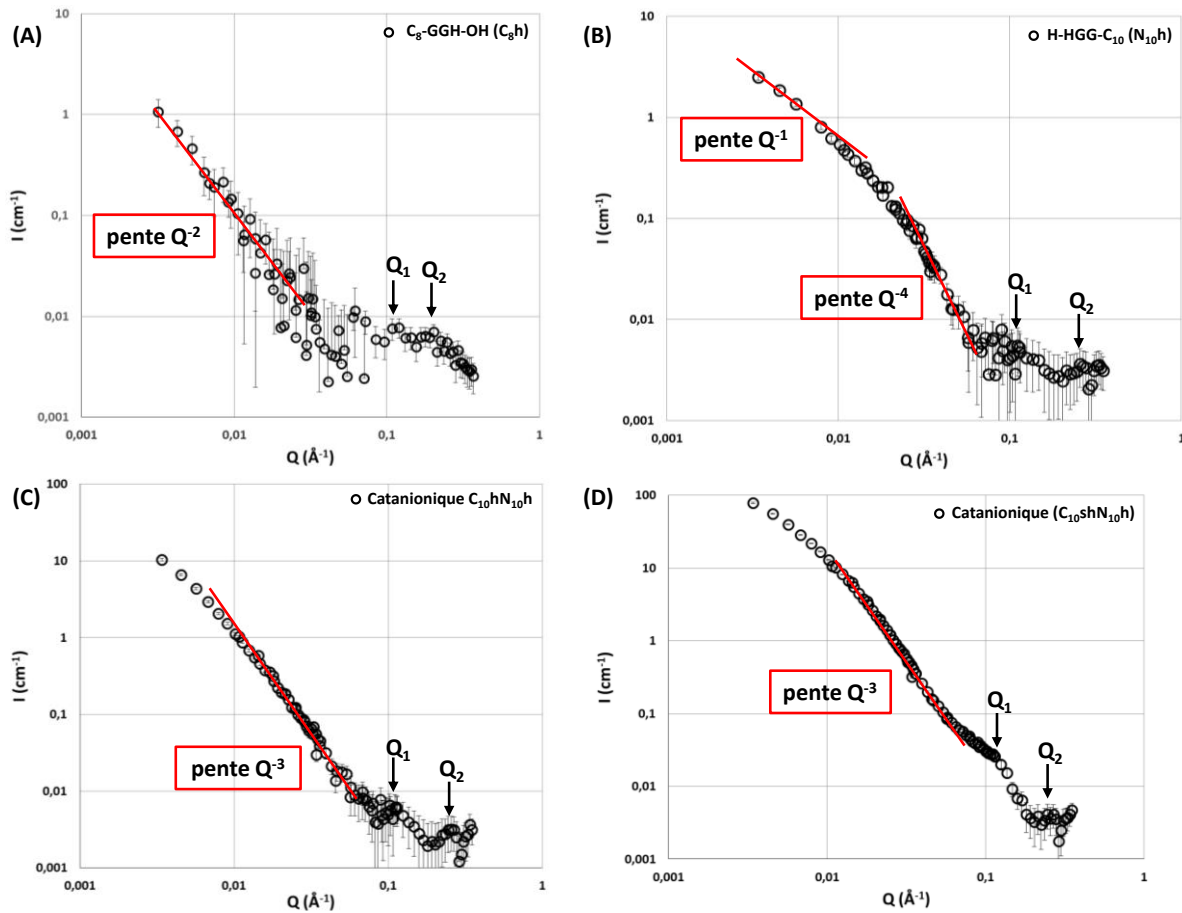 (A)
C₈-GGH-OH (C₈h)
10
1
0,1
0,01
0,001
I (cm⁻¹)
pente Q⁻²
Q₁
Q₂
0,001
0,01
0,1
1
Q (Å⁻¹)
(B)
H-HGG-C₁₀ (N₁₀h)
10
1
0,1
0,01
0,001
I (cm⁻¹)
pente Q⁻¹
pente Q⁻⁴
Q₁
Q₂
0,001
0,01
0,1
1
Q (Å⁻¹)
(C)
Catanionique C₁₀hN₁₀h
100
10
1
0,1
0,01
0,001
I (cm⁻¹)
pente Q⁻³
Q₁
Q₂
0,001
0,01
0,1
1
Q (Å⁻¹)
(D)
Catanionique (C₁₀shN₁₀h)
100
10
1
0,1
0,01
0,001
I (cm⁻¹)
pente Q⁻³
Q₁
Q₂
0,001
0,01
0,1
1
Q (Å⁻¹)